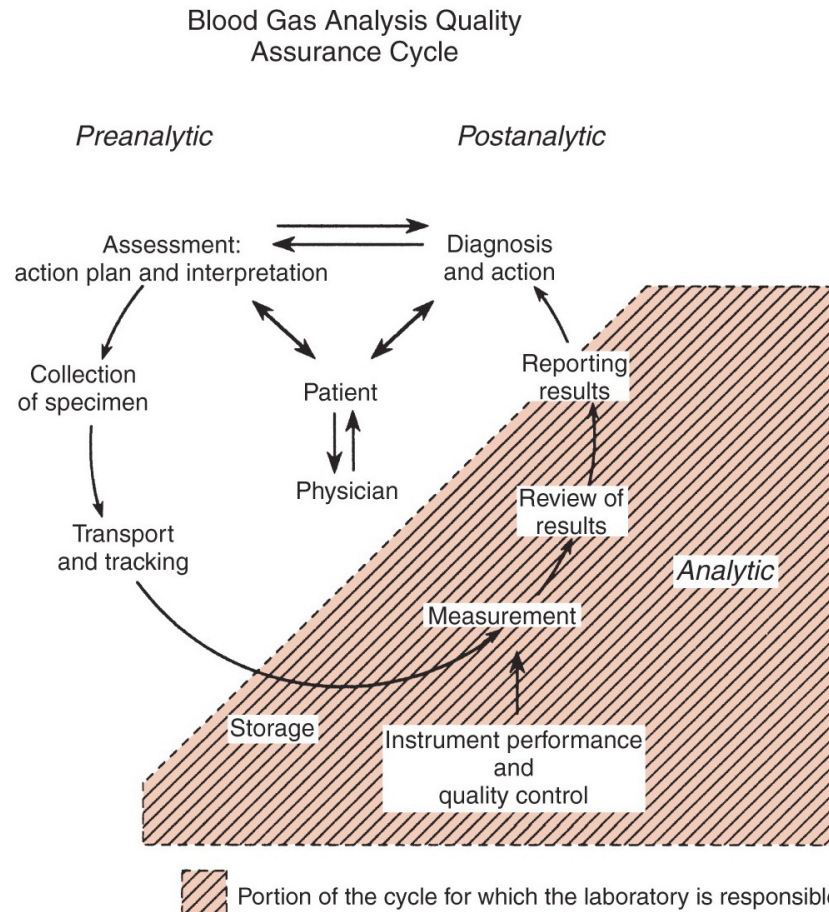 Blood Gas Analysis Quality
Assurance Cycle
Preanalytic
Postanalytic
Assessment:
action plan and interpretation
Diagnosis
and action
Collection
of specimen
Patient
Reporting
results
Physician
Review of
results
Transport
and tracking
Analytic
Measurement
Storage
Instrument performance
and
quality control
Portion of the cycle for which the laboratory is